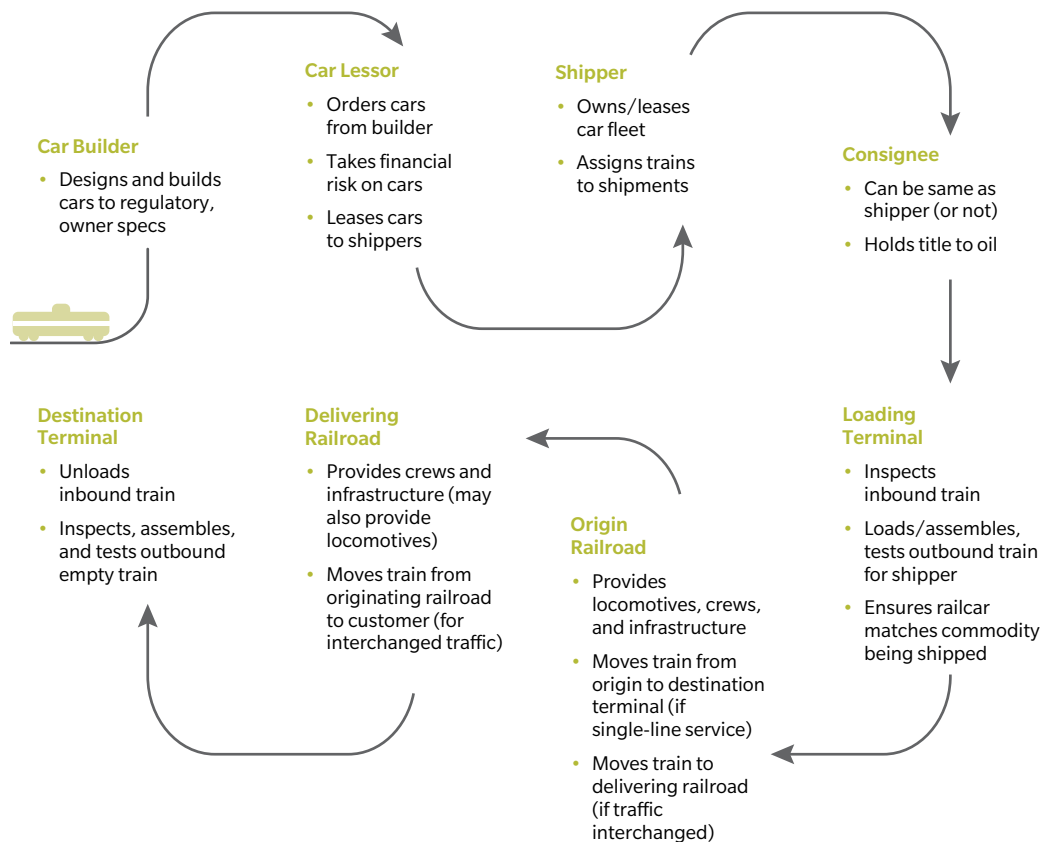 Car Builder
• Designs and builds
cars to regulatory,
owner specs
Car Lessor
• Orders cars
from builder
• Takes financial
risk on cars
• Leases cars
to shippers
Shipper
• Owns/leases
car fleet
• Assigns trains
to shipments
Consignee
• Can be same as
shipper (or not)
• Holds title to oil
Loading
Terminal
• Inspects
inbound train
• Loads/assembles,
tests outbound train
for shipper
• Ensures railcar
matches commodity
being shipped
Origin
Railroad
• Provides
locomotives, crews,
and infrastructure
• Moves train from
origin to destination
terminal (if
single-line service)
• Moves train to
delivering railroad
(if traffic
interchanged)
Delivering
Railroad
• Provides crews and
infrastructure (may
also provide
locomotives)
• Moves train from
originating railroad
to customer (for
interchanged traffic)
Destination
Terminal
• Unloads
inbound train
• Inspects, assembles,
and tests outbound
empty train